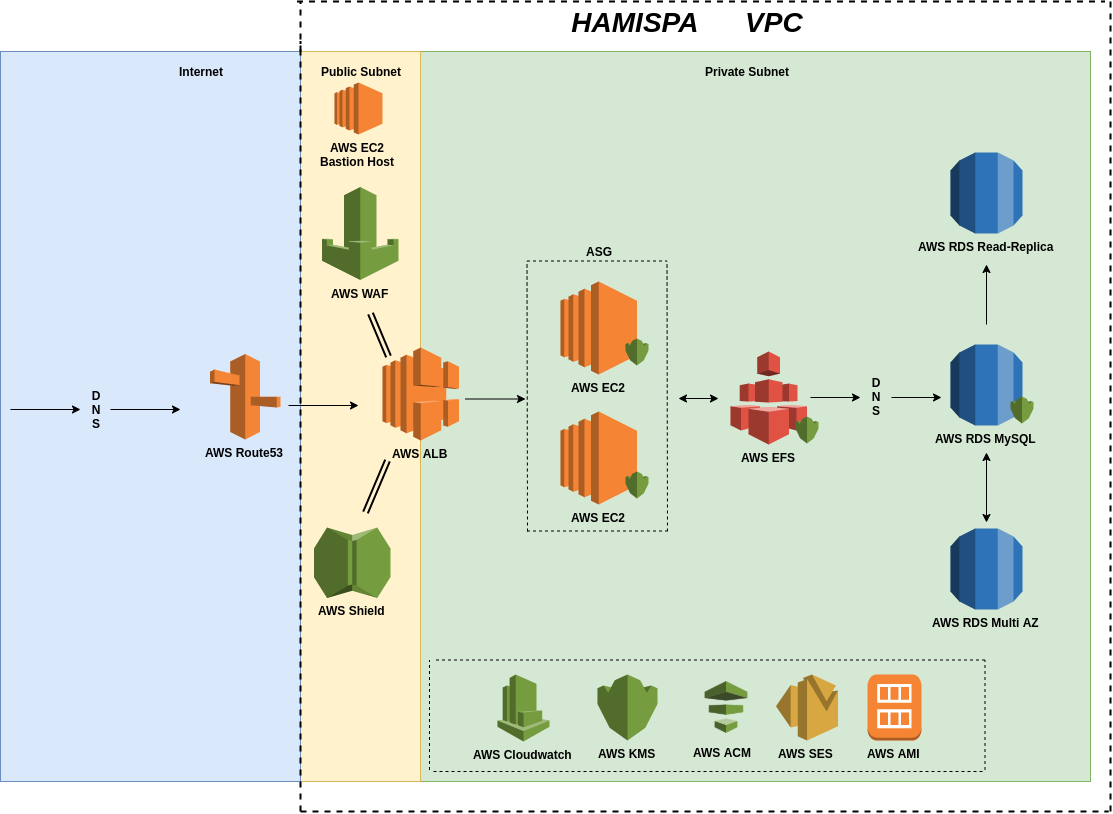 HAMISPA VPC
Internet
Public Subnet
Private Subnet
AWS EC2
Bastion Host
AWS WAF
D
N
S
AWS Route53
AWS ALB
AWS Shield
ASG
AWS EC2
AWS EC2
AWS EFS
D
N
S
AWS RDS Read-Replica
AWS RDS MySQL
AWS RDS Multi AZ
AWS Cloudwatch
AWS KMS
AWS ACM
AWS SES
AWS AMI